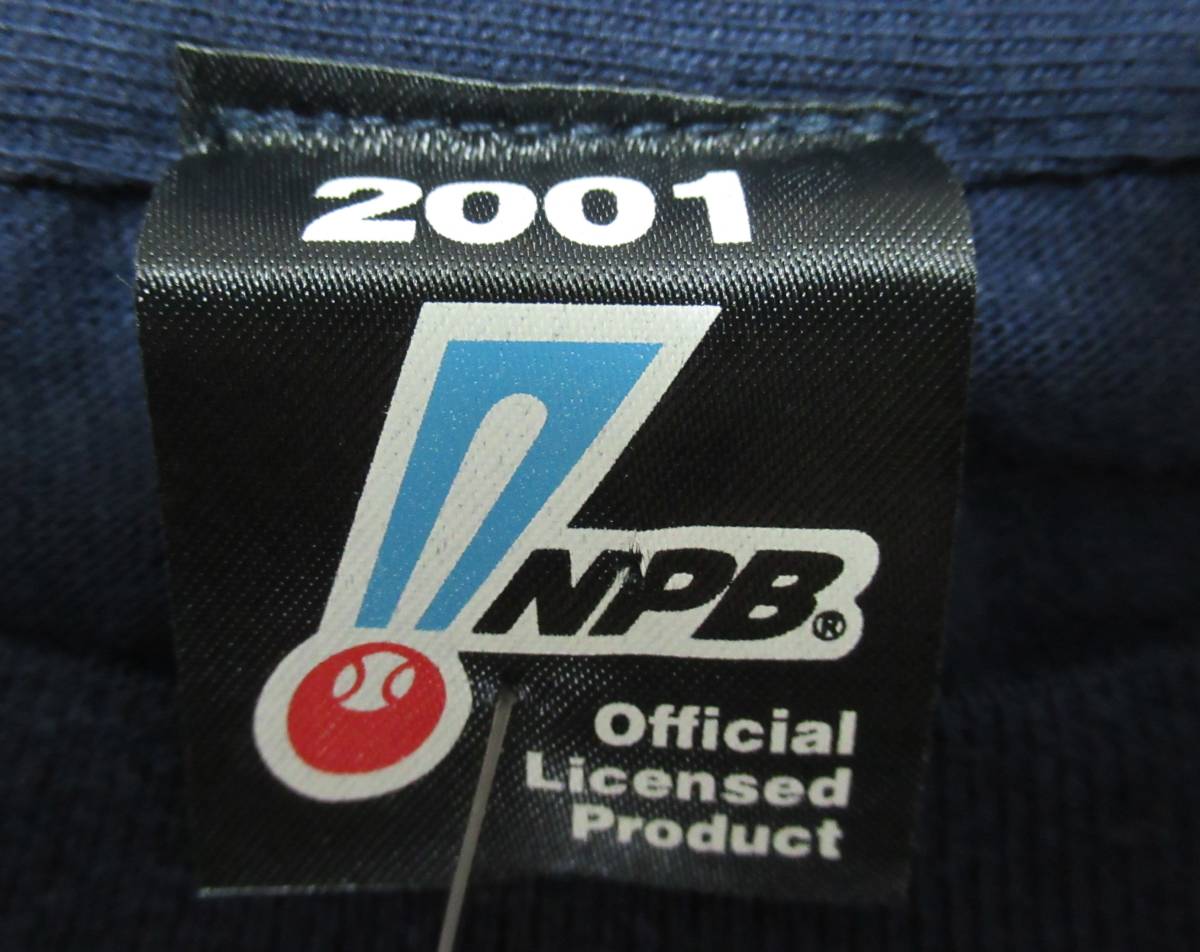 2001
NPB®
Official
Licensed
Product